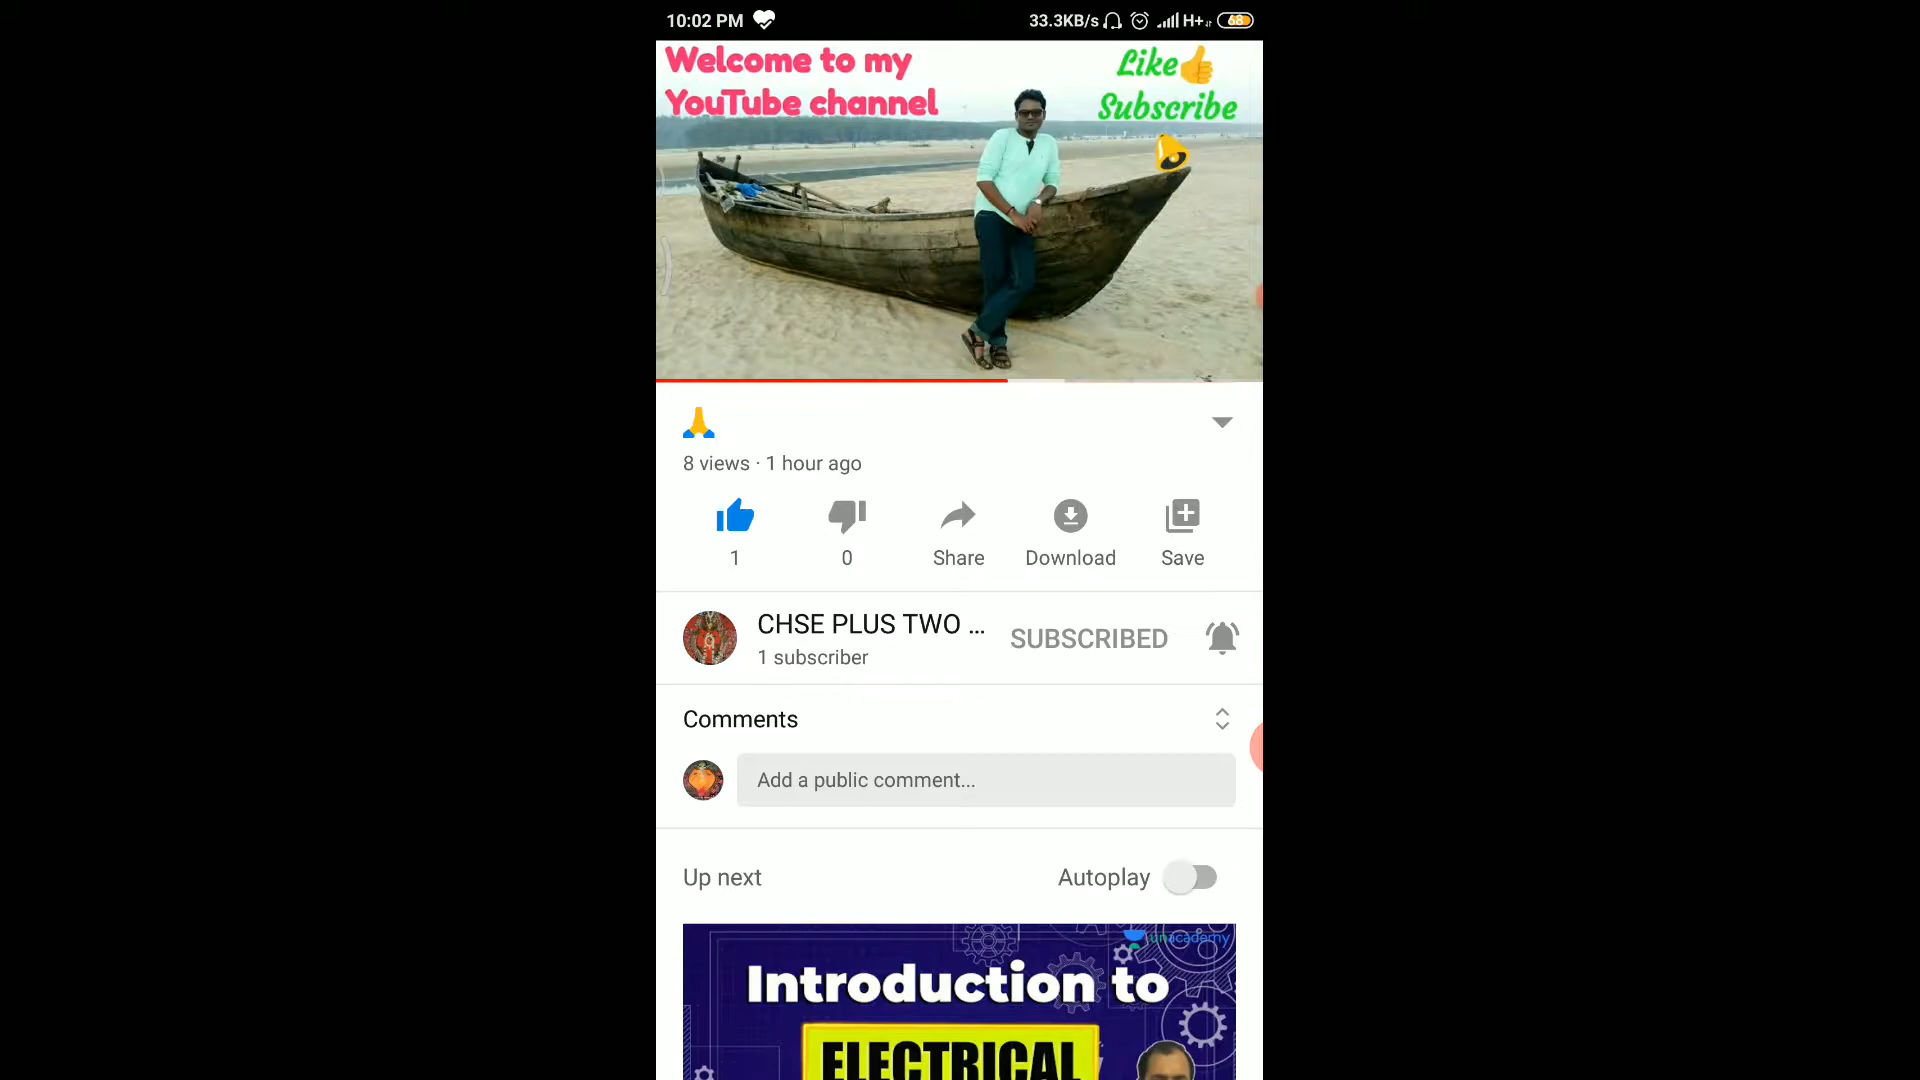 10:02 PM 33.3KB/s H+ 68
Welcome to my
YouTube channel
Like👍
Subscribe
🙏
8 views · 1 hour ago
1 0 Share Download Save
CHSE PLUS TWO ... SUBSCRIBED
1 subscriber
Comments
Add a public comment...
Up next Autoplay
unacademy
Introduction to
ELECTRICAL